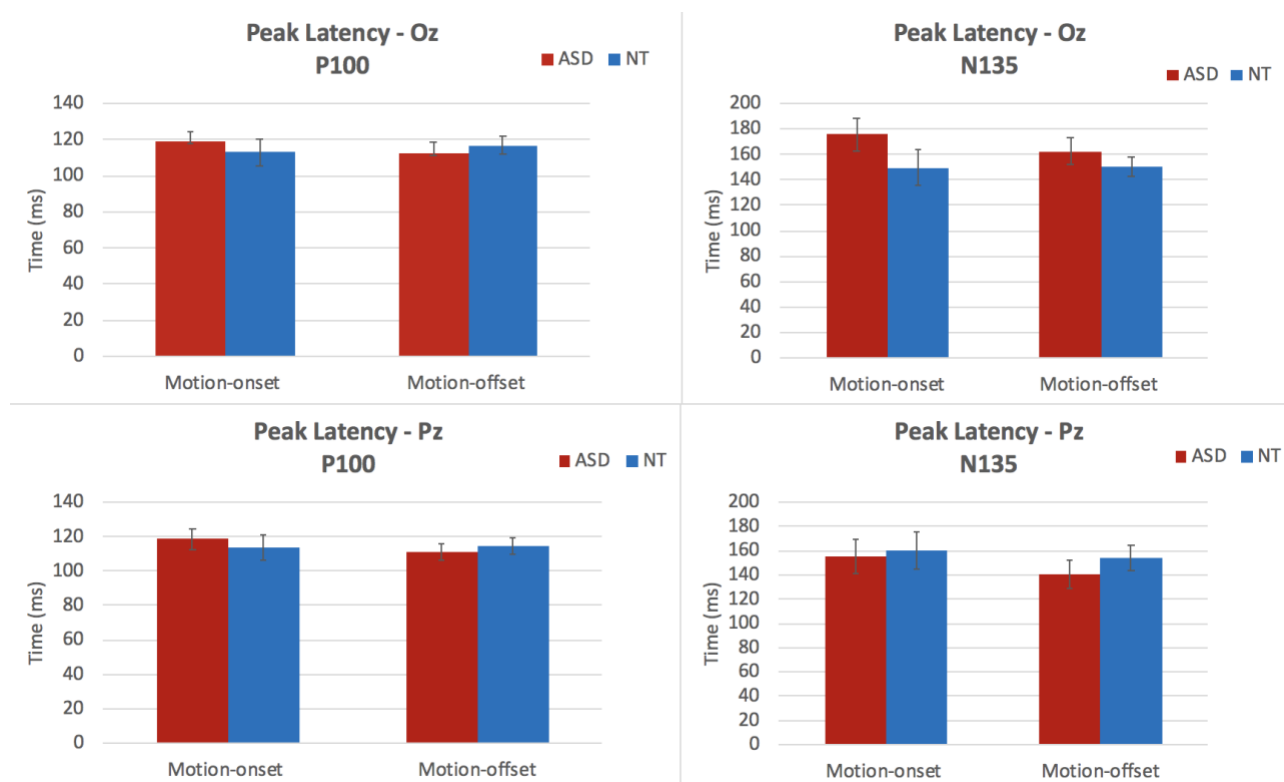 Peak Latency - Oz
P100
ASD NT
140
120
100
80
60
40
20
0
Time (ms)
Motion-onset Motion-offset
Peak Latency - Oz
N135
ASD NT
200
180
160
140
120
100
80
60
40
20
0
Time (ms)
Motion-onset Motion-offset
Peak Latency - Pz
P100
ASD NT
140
120
100
80
60
40
20
0
Time (ms)
Motion-onset Motion-offset
Peak Latency - Pz
N135
ASD NT
200
180
160
140
120
100
80
60
40
20
0
Time (ms)
Motion-onset Motion-offset